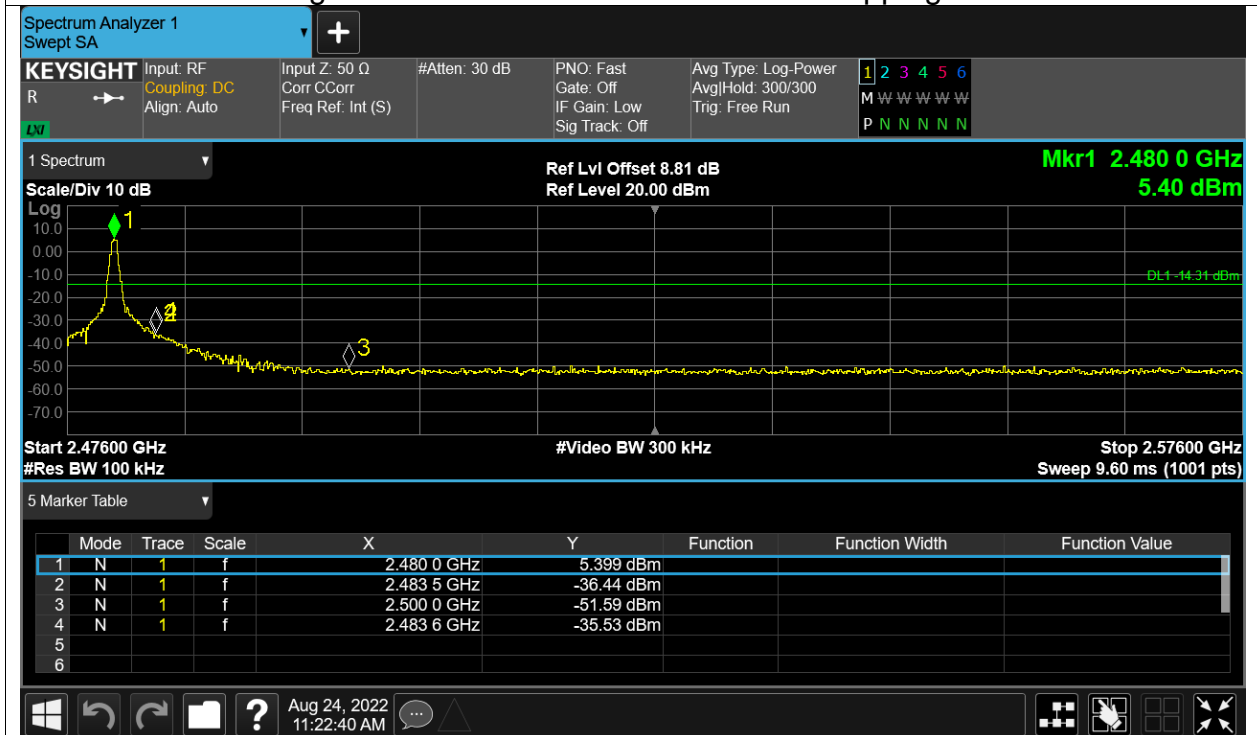 Spectrum Analyzer 1
Swept SA
KEYSIGHT Input: RF Input Z: 50 Ω #Atten: 30 dB PNO: Fast Avg Type: Log-Power 1 2 3 4 5 6
R Coupling: DC Corr CCorr Gate: Off Avg|Hold: 300/300 M W W W W W
Align: Auto Freq Ref: Int (S) IF Gain: Low Trig: Free Run
LXI Sig Track: Off P N N N N N
1 Spectrum Ref Lvl Offset 8.81 dB Mkr1 2.480 0 GHz
Scale/Div 10 dB Ref Level 20.00 dBm 5.40 dBm
Log
1
10.0
0.00
-10.0 DL1 -14.31 dBm
-20.0
-30.0
-40.0 3
-50.0
-60.0
-70.0
Start 2.47600 GHz #Video BW 300 kHz Stop 2.57600 GHz
#Res BW 100 kHz Sweep 9.60 ms (1001 pts)
5 Marker Table
Mode Trace Scale X Y Function Function Width Function Value
1 N 1 f 2.480 0 GHz 5.399 dBm
2 N 1 f 2.483 5 GHz -36.44 dBm
3 N 1 f 2.500 0 GHz -51.59 dBm
4 N 1 f 2.483 6 GHz -35.53 dBm
5
6
? Aug 24, 2022
11:22:40 AM